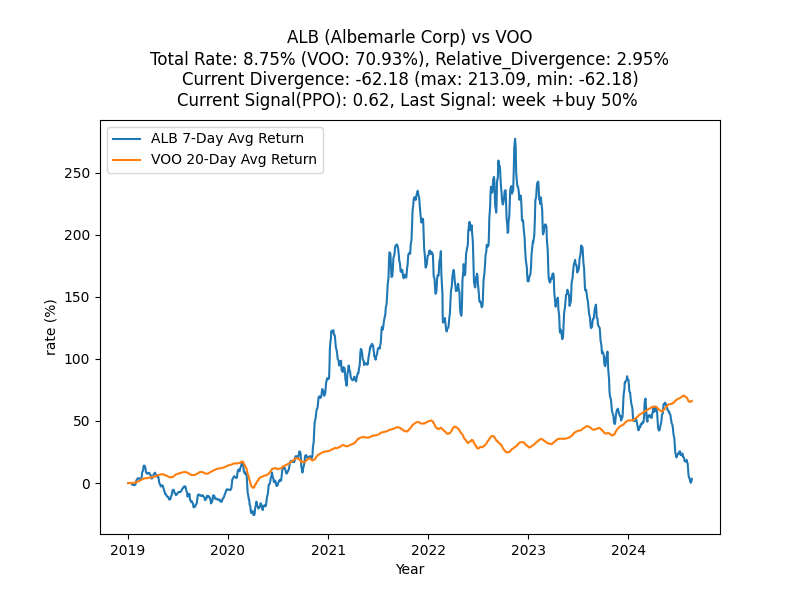 ALB (Albemarle Corp) vs VOO
Total Rate: 8.75% (VOO: 70.93%), Relative_Divergence: 2.95%
Current Divergence: -62.18 (max: 213.09, min: -62.18)
Current Signal(PPO): 0.62, Last Signal: week +buy 50%
ALB 7-Day Avg Return
VOO 20-Day Avg Return
250
200
150
100
50
0
rate (%)
2019 2020 2021 2022 2023 2024
Year